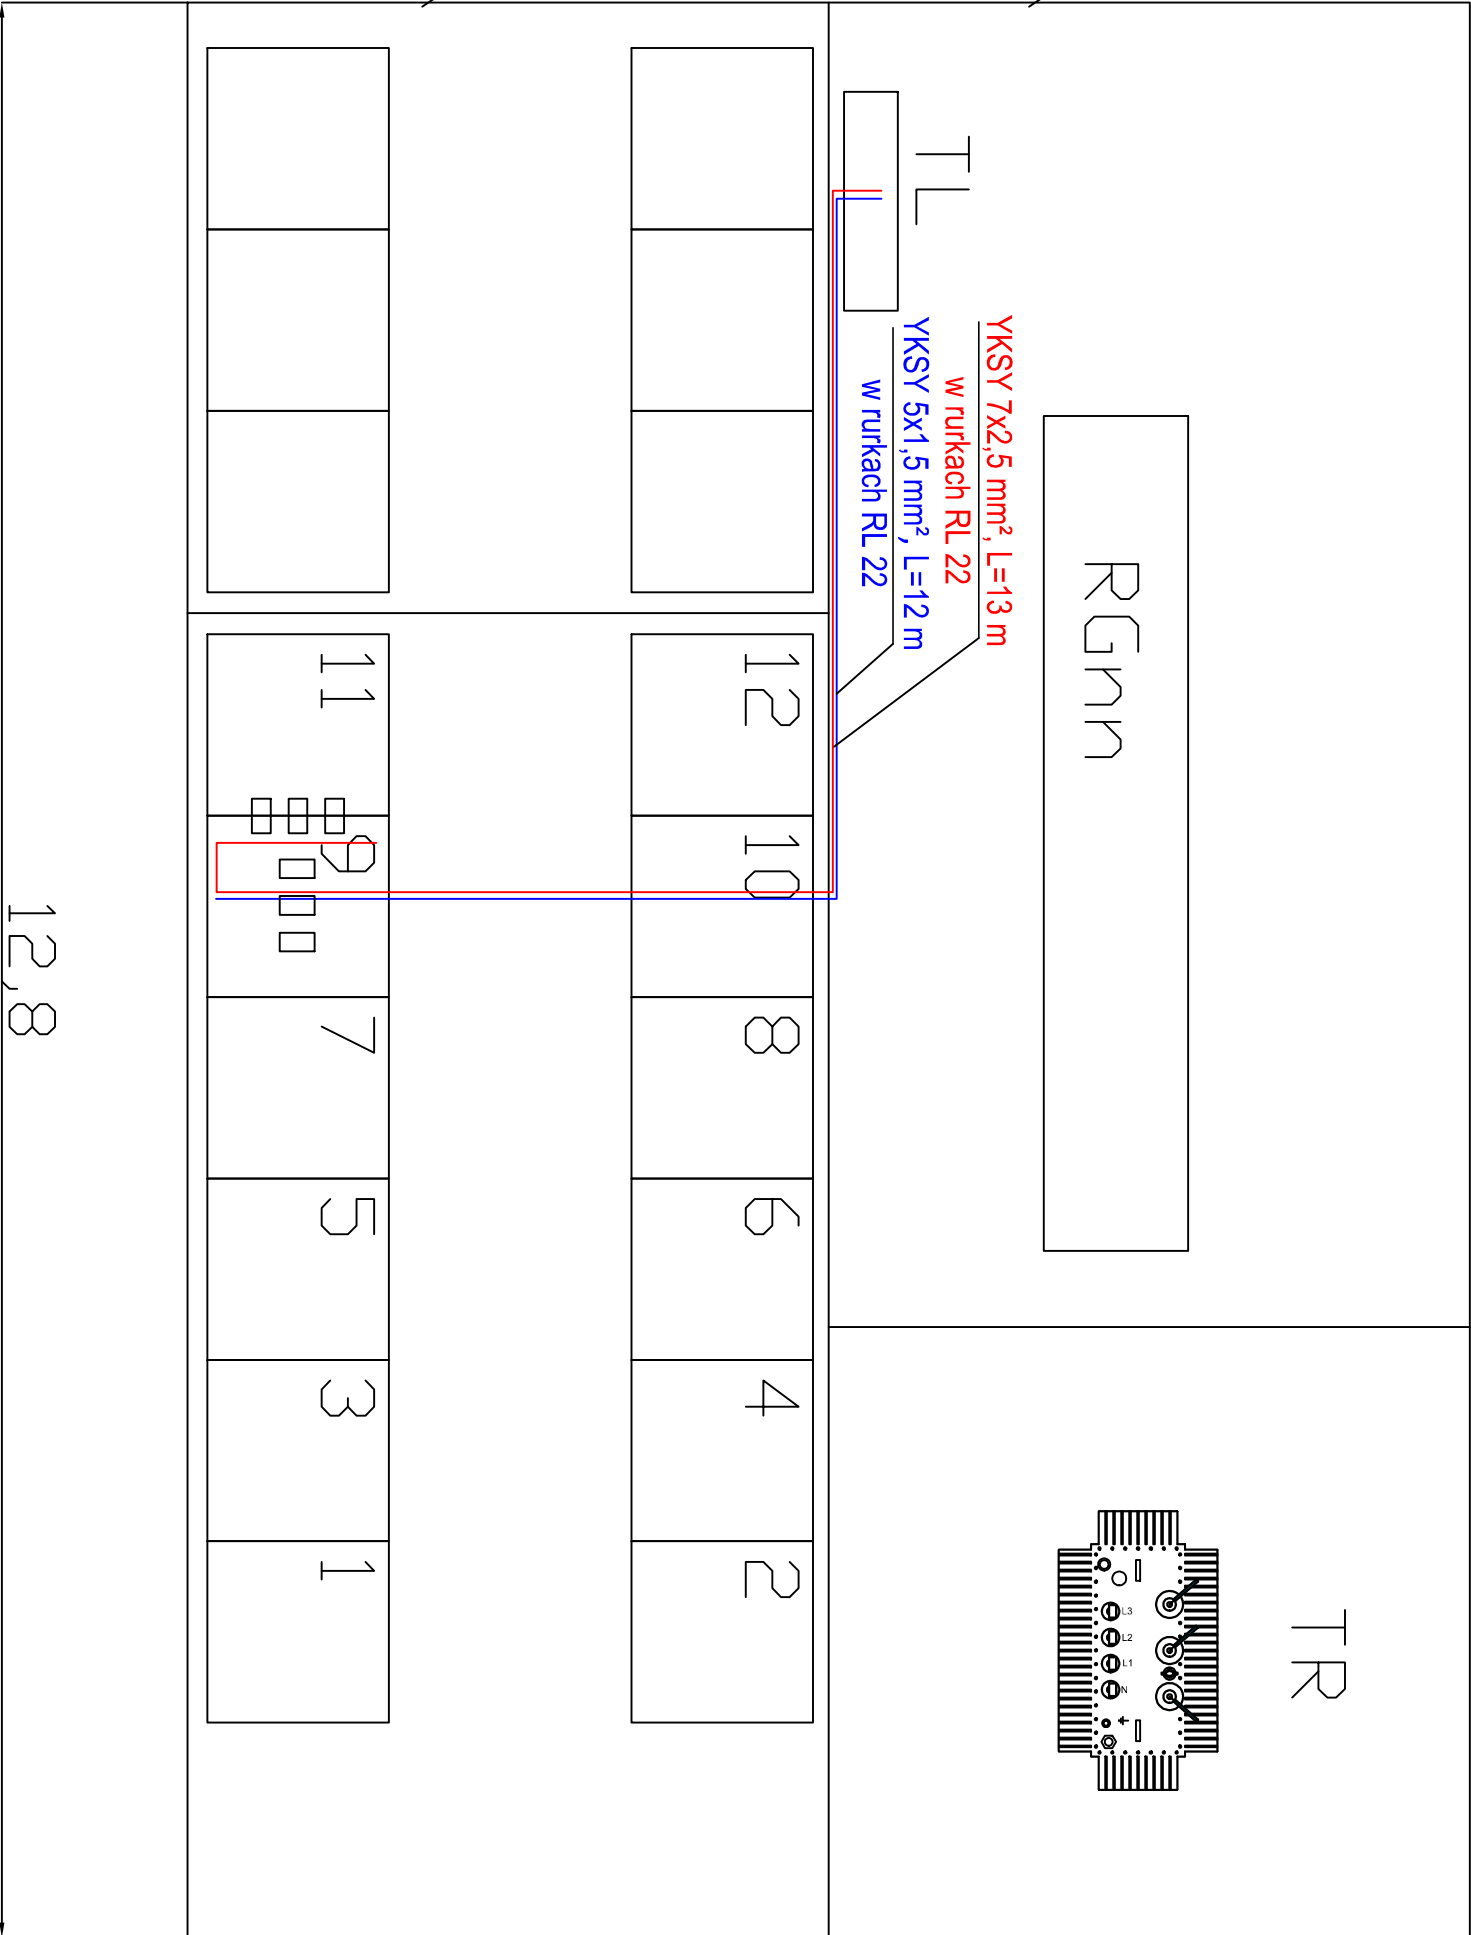 TR
RGnn
TL
YKSY 7x2,5 mm², L=13 m
w rurkach RL 22
YKSY 5x1,5 mm², L=12 m
w rurkach RL 22
L3
L2
L1
N
12
10
8
6
4
2
11
9
7
5
3
1
12,8